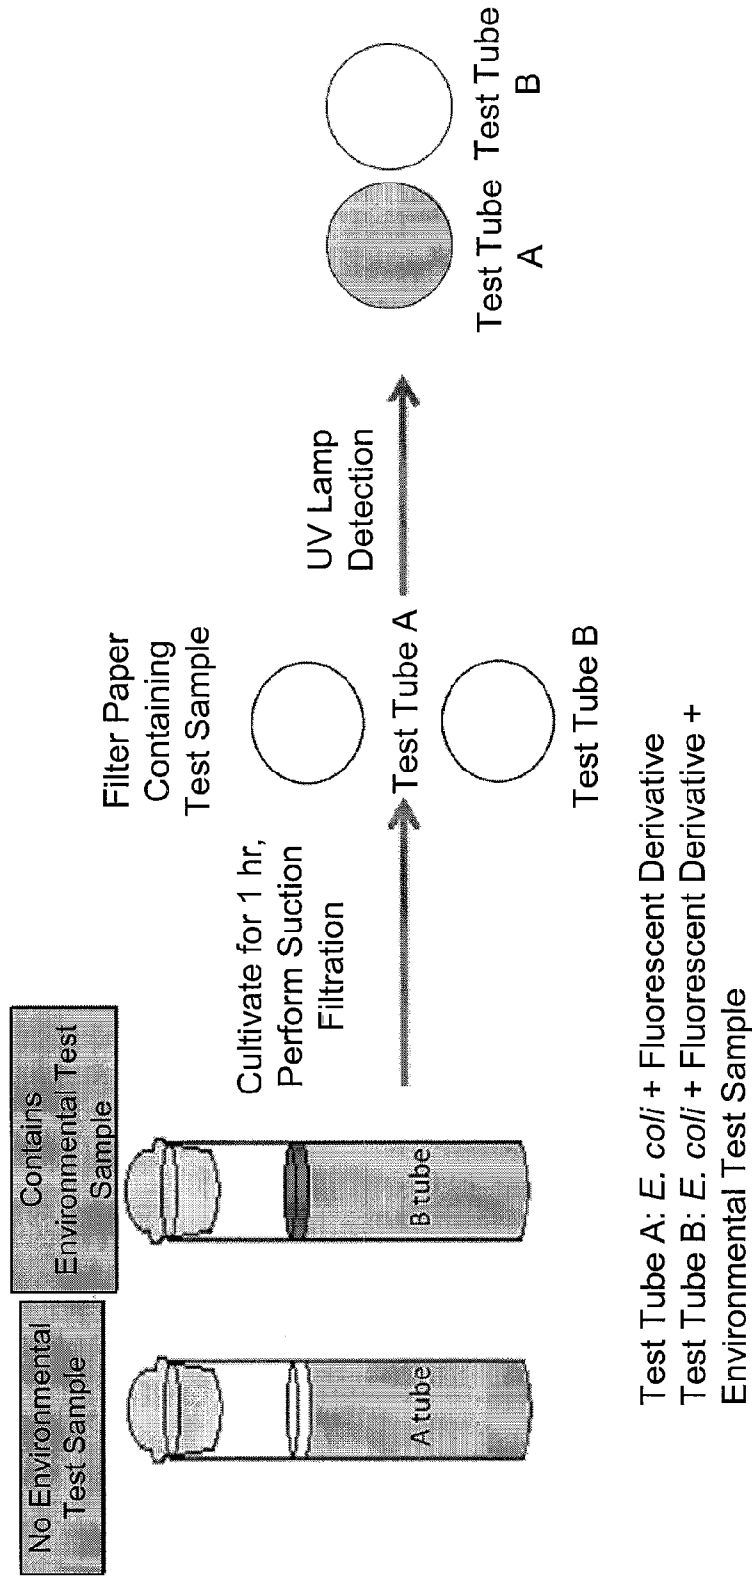 No Environmental
Test Sample
Contains
Environmental Test
Sample
A tube
B tube
Cultivate for 1 hr,
Perform Suction
Filtration
Filter Paper
Containing
Test Sample
Test Tube A
Test Tube B
UV Lamp
Detection
Test Tube
A
Test Tube
B
Test Tube A: E. coli + Fluorescent Derivative
Test Tube B: E. coli + Fluorescent Derivative +
Environmental Test Sample